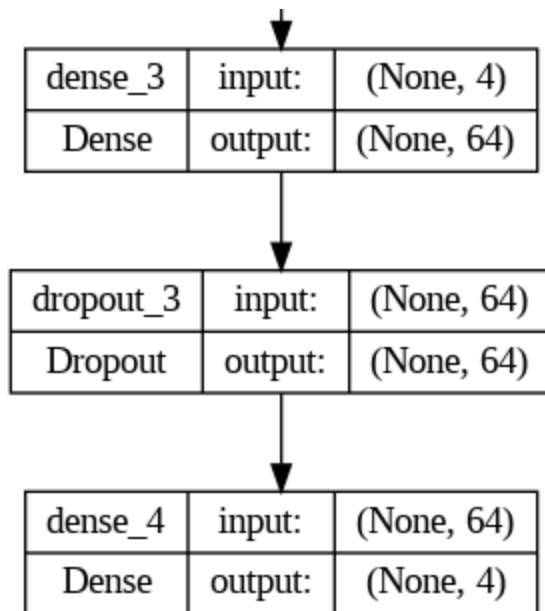 dense_3 input: (None, 4)
Dense output: (None, 64)
dropout_3 input: (None, 64)
Dropout output: (None, 64)
dense_4 input: (None, 64)
Dense output: (None, 4)